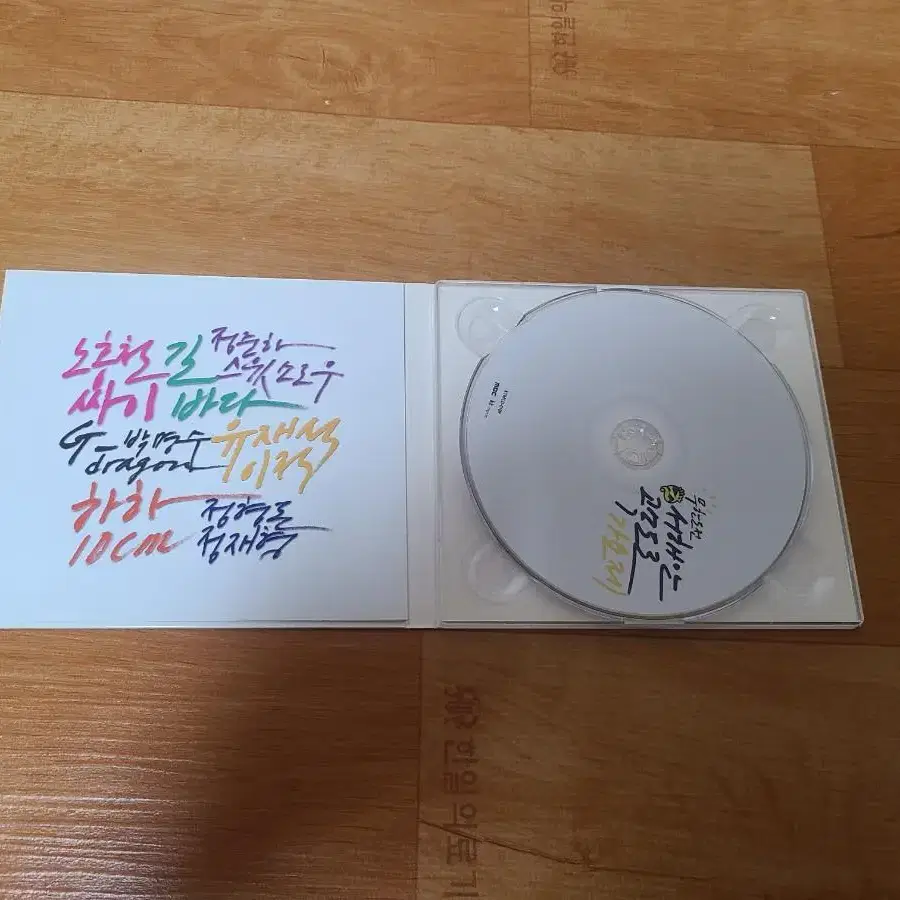 노홍철 길 정준하
싸이 바다 스윗소로우
G-dragon 박명수 유재석
이적
하하 정형돈
10cm 정재형
MBC
무한도전
서해안
고속도로
가요제